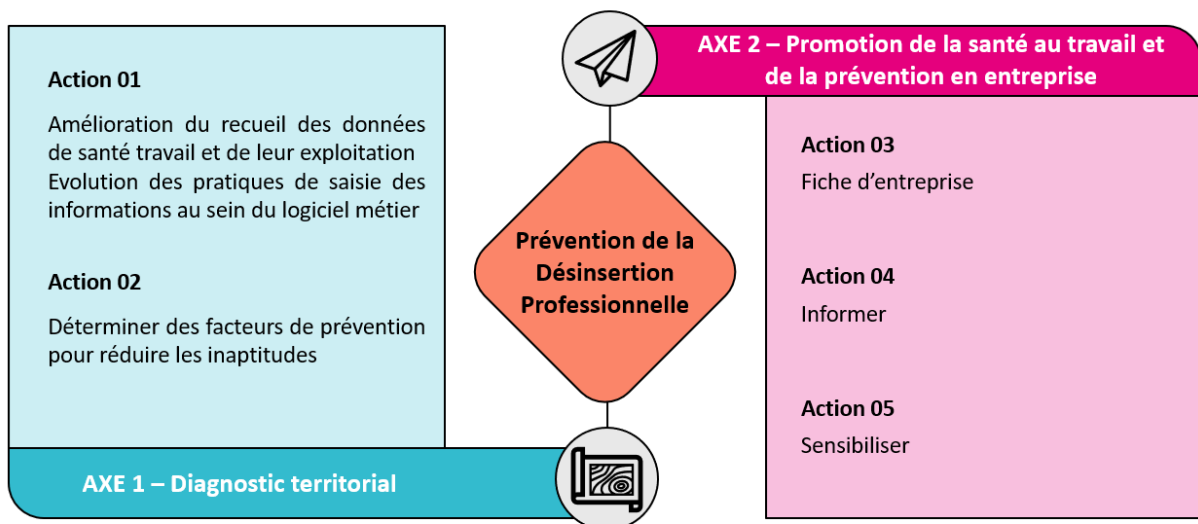 Action 01
Amélioration du recueil des données
de santé travail et de leur exploitation
Evolution des pratiques de saisie des
informations au sein du logiciel métier
Action 02
Déterminer des facteurs de prévention
pour réduire les inaptitudes
AXE 1 – Diagnostic territorial
Prévention de la
Désinsertion
Professionnelle
AXE 2 – Promotion de la santé au travail et
de la prévention en entreprise
Action 03
Fiche d’entreprise
Action 04
Informer
Action 05
Sensibiliser